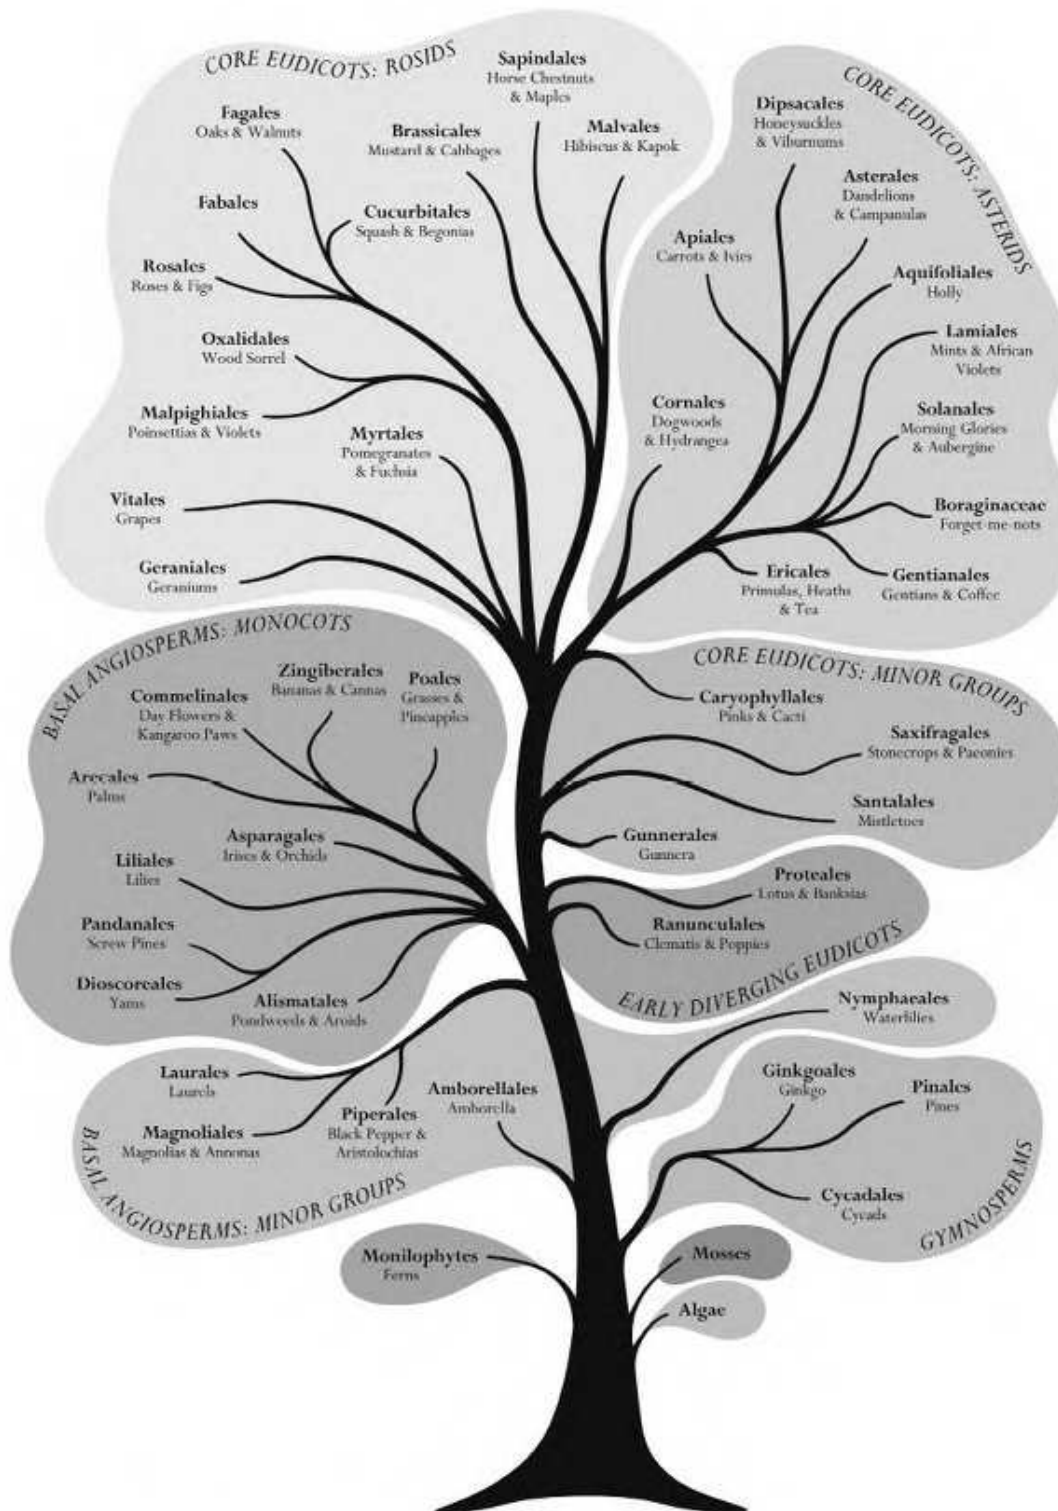 CORE EUDICOTS: ROSIDS
Sapindales
Horse Chestnuts
& Maples
Fagales
Oaks & Walnuts
Brassicales
Mustard & Cabbages
Malvales
Hibiscus & Kapok
Fabales
Cucurbitales
Squash & Begonias
Rosales
Roses & Figs
Oxalidales
Wood Sorrel
Malpighiales
Poinsettias & Violets
Myrtales
Pomegranates
& Fuchsia
Vitales
Grapes
Geraniales
Geraniums
CORE EUDICOTS: ASTERIDS
Dipsacales
Honeysuckles
& Viburnums
Asterales
Dandelions
& Campanulas
Apiales
Carrots & Ivies
Aquifoliales
Holly
Lamiales
Mints & African
Violets
Cornales
Dogwoods
& Hydrangea
Solanales
Morning Glories
& Aubergine
Boraginaceae
Forget-me-nots
Ericales
Primulas, Heaths
& Tea
Gentianales
Gentians & Coffee
BASAL ANGIOSPERMS: MONOCOTS
Zingiberales
Bananas & Cannas
Poales
Grasses &
Pineapples
Commelinales
Day Flowers &
Kangaroo Paws
Arecales
Palms
Asparagales
Irises & Orchids
Liliales
Lilies
Pandanales
Screw Pines
Dioscoreales
Yams
Alismatales
Pondweeds & Aroids
CORE EUDICOTS: MINOR GROUPS
Caryophyllales
Pinks & Cacti
Saxifragales
Stonecrops & Paeonies
Santalales
Mistletoes
Gunnerales
Gunnera
Proteales
Lotus & Banksias
Ranunculales
Clematis & Poppies
EARLY DIVERGING EUDICOTS
Nymphaeales
Waterlilies
Laurales
Laurels
Magnoliales
Magnolias & Annonas
Piperales
Black Pepper &
Aristolochias
Amborellales
Amborella
BASAL ANGIOSPERMS: MINOR GROUPS
Ginkgoales
Ginkgo
Pinales
Pines
Cycadales
Cycads
GYMNOSPERMS
Monilophytes
Ferns
Mosses
Algae